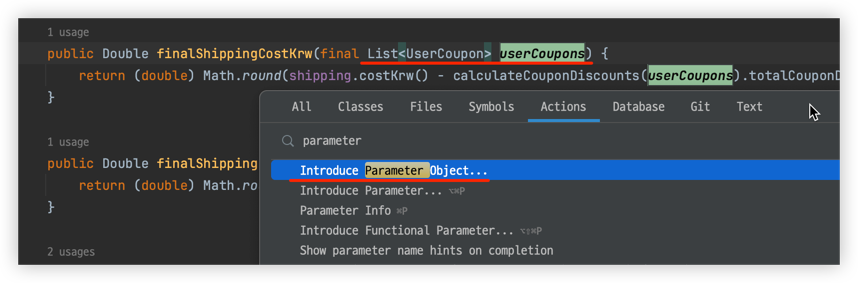 1 usage
public Double finalShippingCostKrw(final List<UserCoupon> userCoupons) {
return (double) Math.round(shipping.costKrw() - calculateCouponDiscounts(userCoupons).totalCouponD
}
All Classes Files Symbols Actions Database Git Text
parameter
1 usage
public Double finalShipping
return (double) Math.ro
}
Introduce Parameter Object...
Introduce Parameter... ⌥⌘P
Parameter Info ⌘P
Introduce Functional Parameter... ⌥⇧⌘P
Show parameter name hints on completion
2 usages